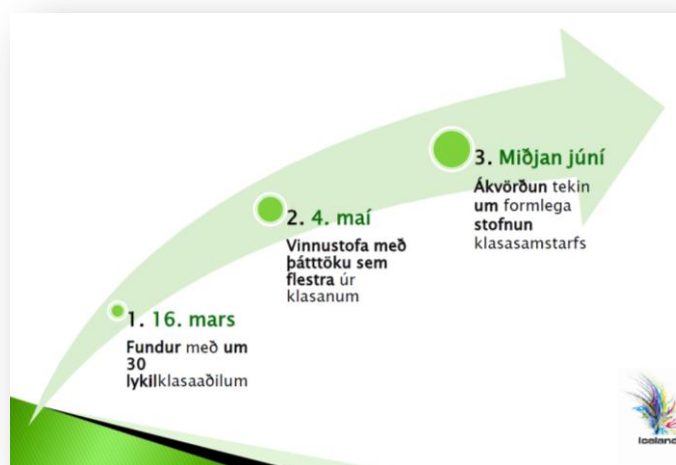 1. 16. mars
Fundur með um
30
lykilklasaaðilum
2. 4. maí
Vinnustofa með
þátttöku sem
flestra úr
klasanum
3. Miðjan júní
Ákvörðun tekin
um formlega
stofnun
klasasamstarfs
Iceland